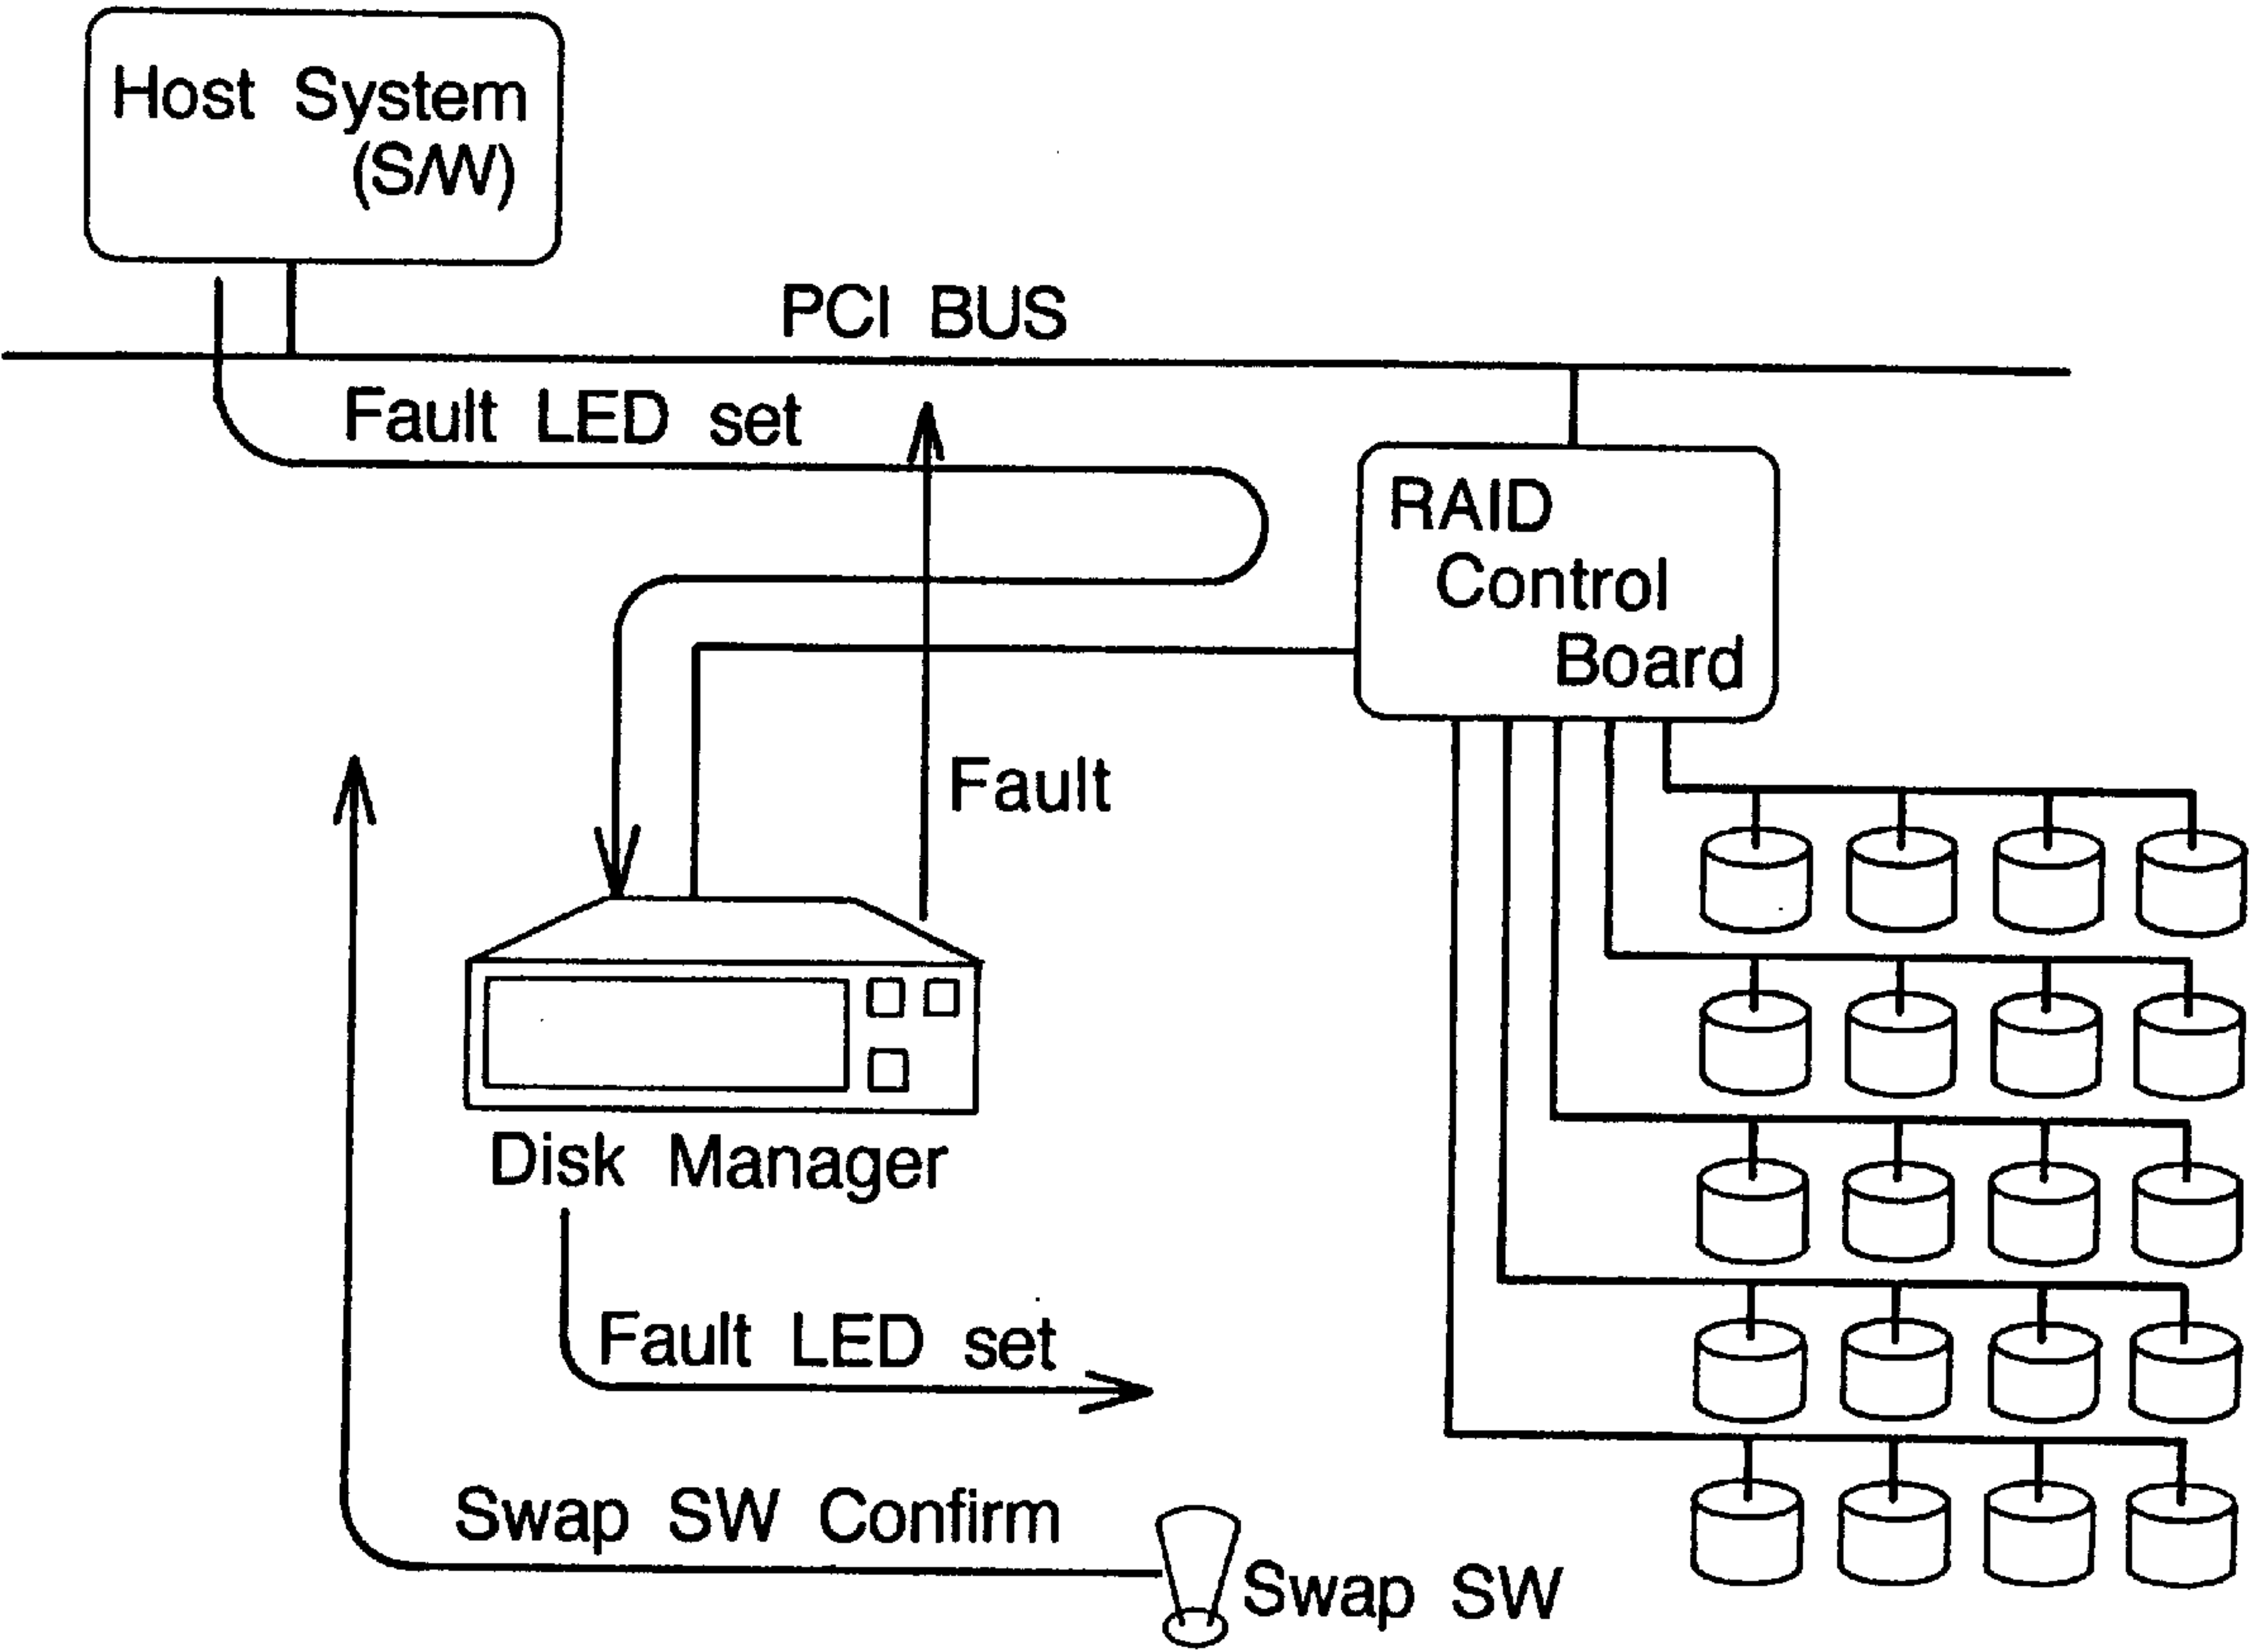 Host System
(S/W)
PCI BUS
Fault LED set
RAID
Control
Board
Fault
Disk Manager
Fault LED set
Swap SW Confirm
Swap SW